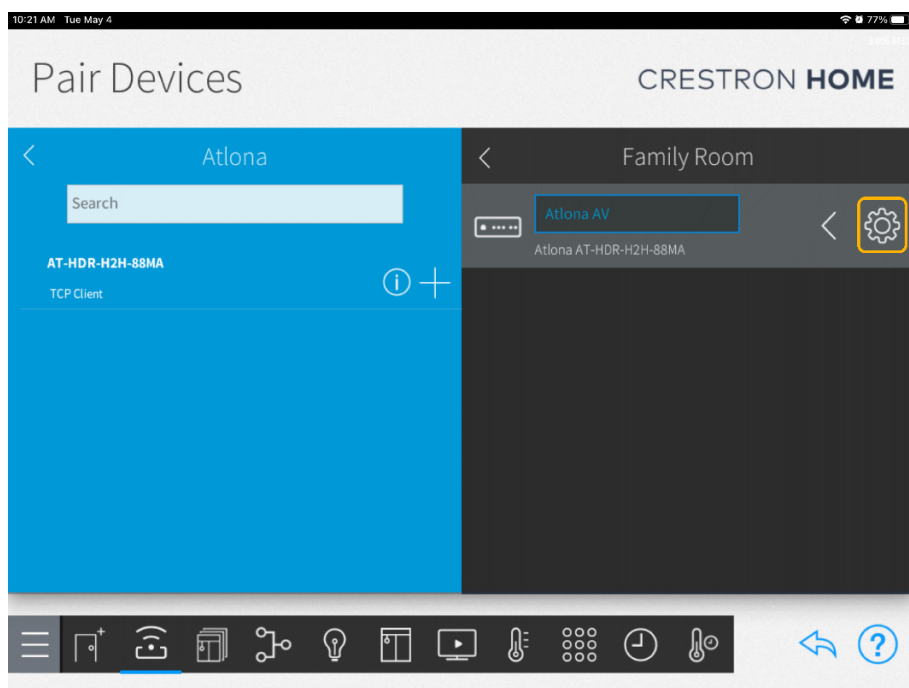 10:21 AM Tue May 4
77%
Pair Devices
CRESTRON HOME
Atlona
Search
AT-HDR-H2H-88MA
TCP Client
Family Room
Atlona AV
Atlona AT-HDR-H2H-88MA
?